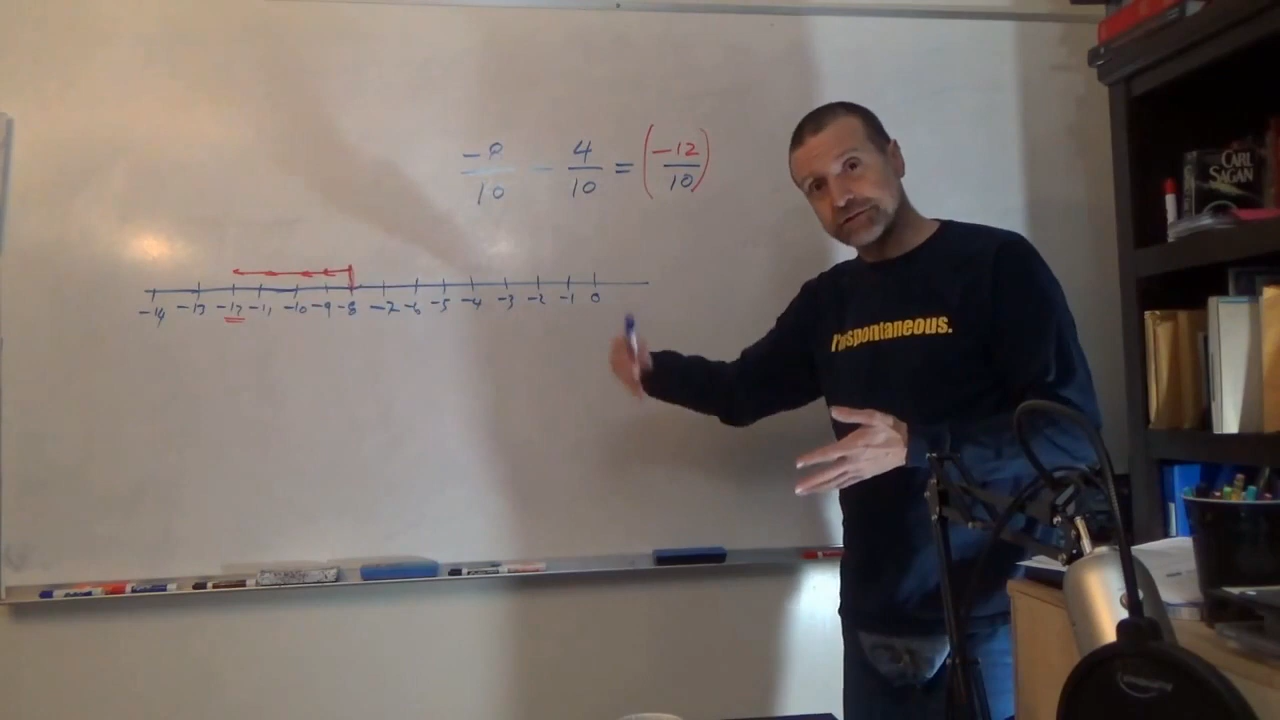 -8/10 - 4/10 = (-12/10)
-14 -13 -12 -11 -10 -9 -8 -7 -6 -5 -4 -3 -2 -1 0
I'm spontaneous.
CARL
SAGAN